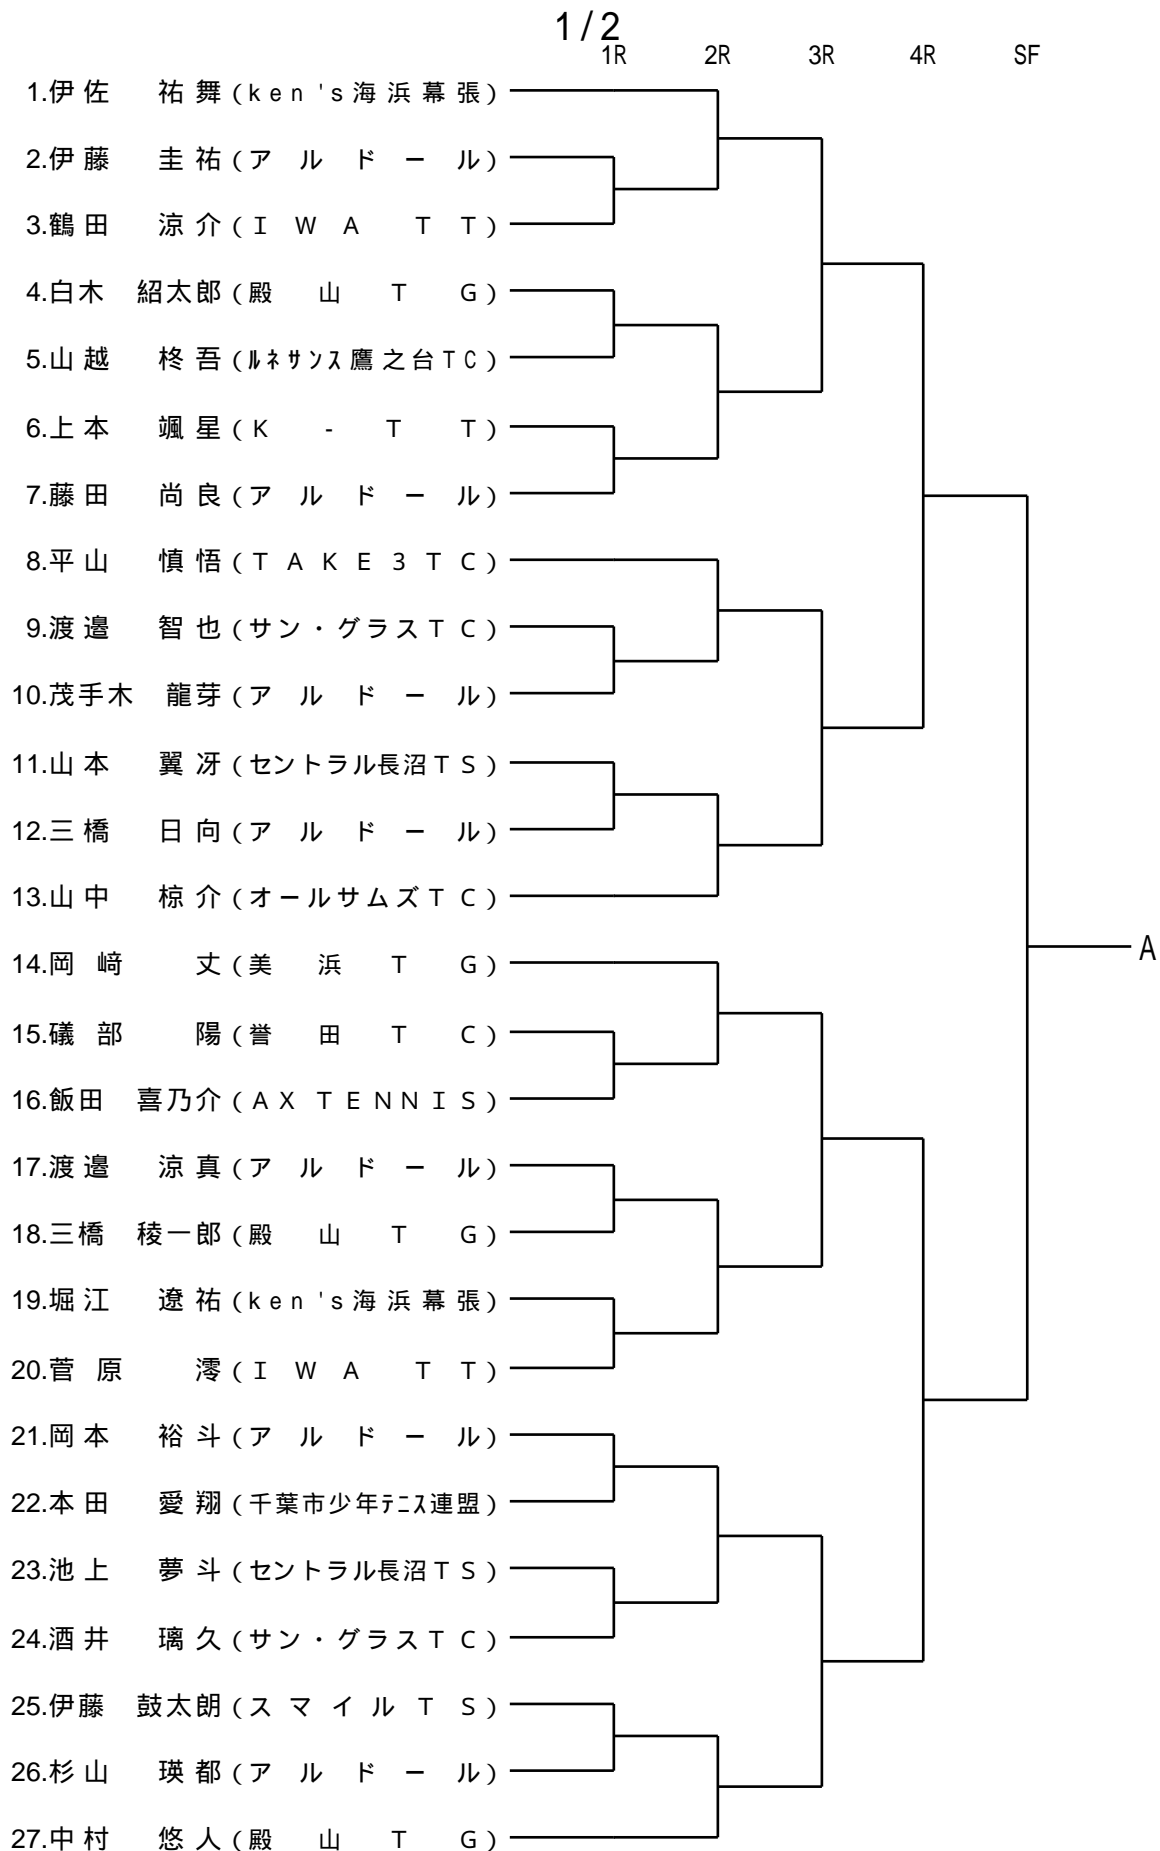 1/2
1R 2R 3R 4R SF
1.伊佐 祐舞(ken's海浜幕張)
2.伊藤 圭祐(アルドール)
3.鶴田 涼介(IWA TT)
4.白木 紹太郎(殿山TG)
5.山越 柊吾(ルネサンス鷹之台TC)
6.上本 颯星(K-TT)
7.藤田 尚良(アルドール)
8.平山 慎悟(TAKE3TC)
9.渡邉 智也(サン・グラスTC)
10.茂手木 龍芽(アルドール)
11.山本 翼冴(セントラル長沼TS)
12.三橋 日向(アルドール)
13.山中 椋介(オールサムズTC)
A
14.岡﨑 丈(美浜TG)
15.礒部 陽(誉田TC)
16.飯田 喜乃介(AX TENNIS)
17.渡邉 涼真(アルドール)
18.三橋 稜一郎(殿山TG)
19.堀江 遼祐(ken's海浜幕張)
20.菅原 澪(IWA TT)
21.岡本 裕斗(アルドール)
22.本田 愛翔(千葉市少年テニス連盟)
23.池上 夢斗(セントラル長沼TS)
24.酒井 璃久(サン・グラスTC)
25.伊藤 鼓太朗(スマイルTS)
26.杉山 瑛都(アルドール)
27.中村 悠人(殿山TG)